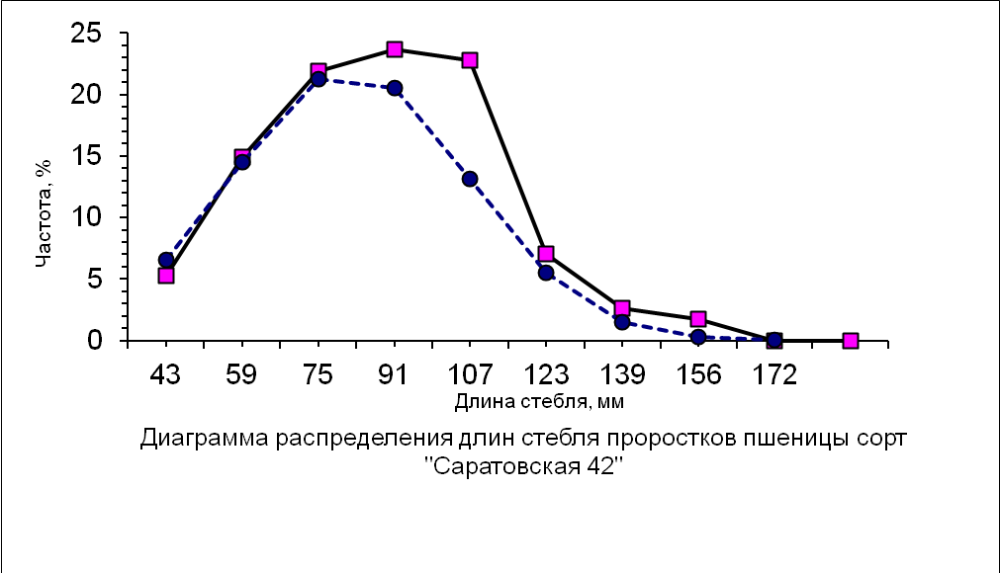 25
20
15
10
5
0
Частота, %
43 59 75 91 107 123 139 156 172
Длина стебля, мм
Диаграмма распределения длин стебля проростков пшеницы сорт
"Саратовская 42"